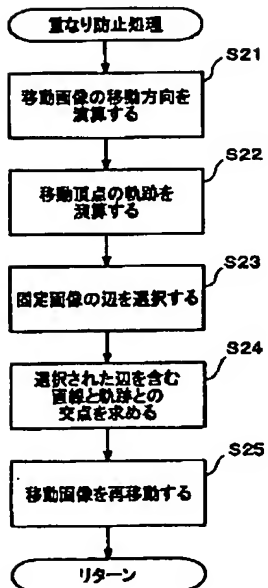 重なり防止処理
S21
移動画像の移動方向を
演算する
S22
移動頂点の軌跡を
演算する
S23
固定画像の辺を選択する
S24
選択された辺を含む
直線と軌跡との
交点を求める
S25
移動画像を再移動する
リターン